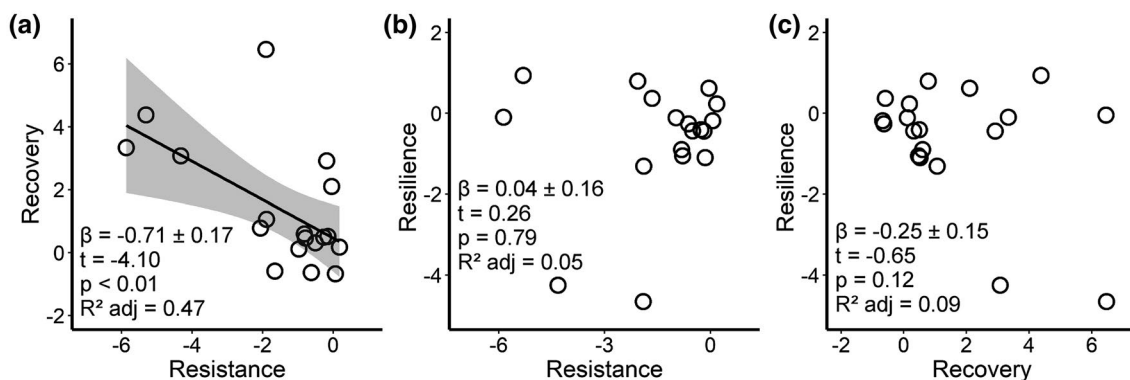 (a)
Recovery
6
4
2
0
-2
β = -0.71 ± 0.17
t = -4.10
p < 0.01
R² adj = 0.47
-6
-4
-2
0
Resistance
(b)
Resilience
2
0
-2
-4
β = 0.04 ± 0.16
t = 0.26
p = 0.79
R² adj = 0.05
-6
-3
0
Resistance
(c)
Resilience
2
0
-2
-4
β = -0.25 ± 0.15
t = -0.65
p = 0.12
R² adj = 0.09
-2
0
2
4
6
Recovery